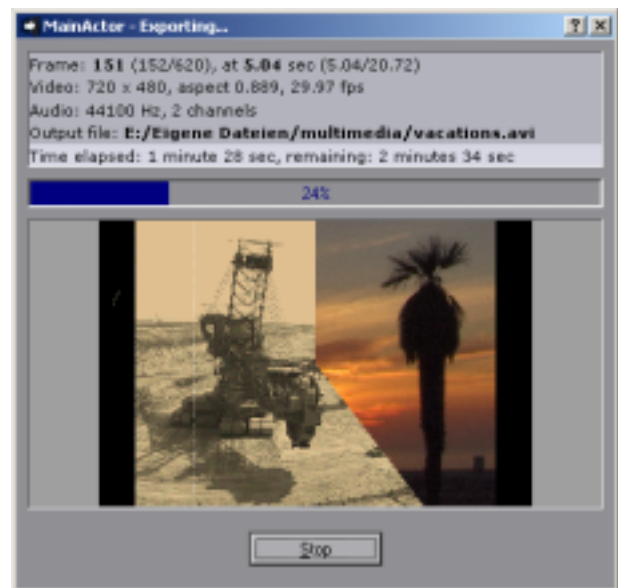 MainActor - Exporting...
Frame: 151 (152/620), at 5.04 sec (5.04/20.72)
Video: 720 x 480, aspect 0.889, 29.97 fps
Audio: 44100 Hz, 2 channels
Output file: E:/Eigene Dateien/multimedia/vacations.avi
Time elapsed: 1 minute 28 sec, remaining: 2 minutes 34 sec
24%
Stop